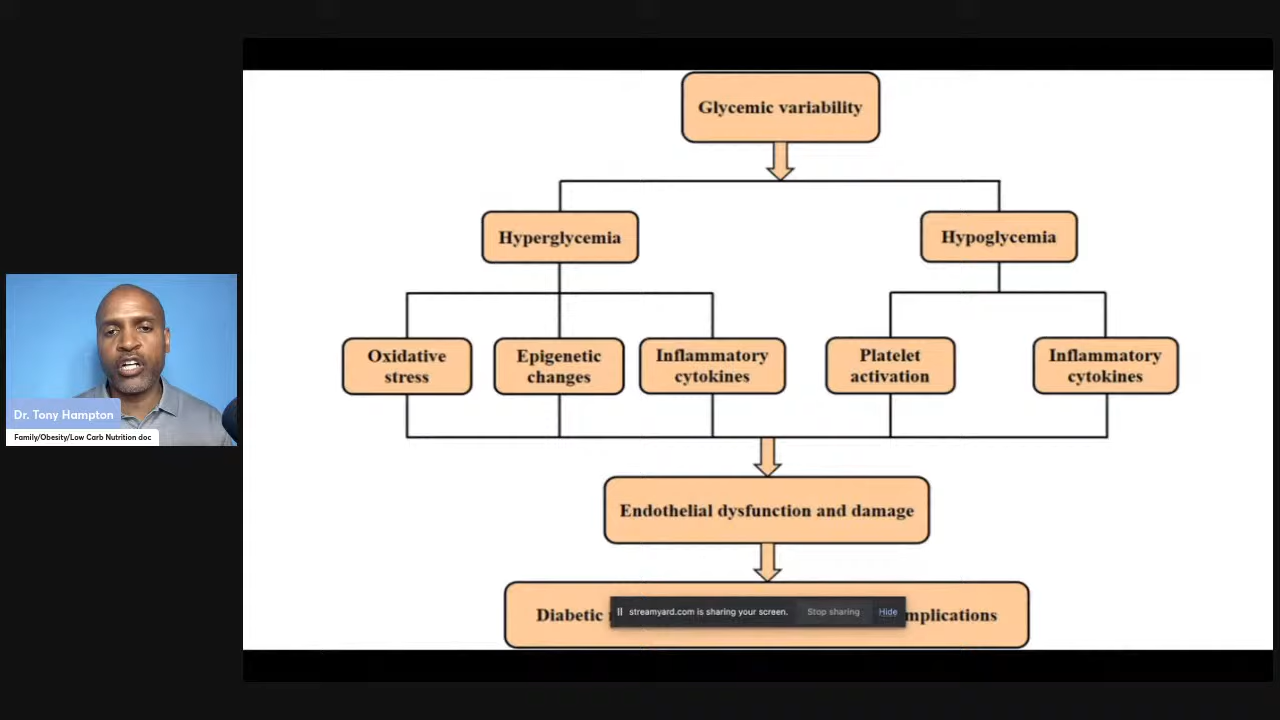 Glycemic variability
Hyperglycemia
Hypoglycemia
Oxidative
stress
Epigenetic
changes
Inflammatory
cytokines
Platelet
activation
Inflammatory
cytokines
Endothelial dysfunction and damage
Diabetic
streamyard.com is sharing your screen. Stop sharing Hide
Dr. Tony Hampton
Family/Obesity/Low Carb Nutrition doc